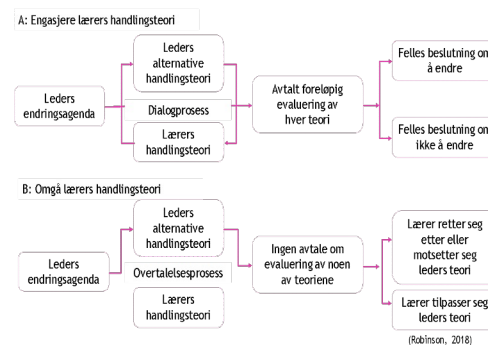 A: Engasjere lærers handlingsteori
Leders
alternative
handlingsteori
Leders
endringsagenda
Dialogprosess
Lærers
handlingsteori
Avtalt foreløpig
evaluering av
hver teori
Felles beslutning om
å endre
Felles beslutning om
ikke å endre
B: Omgå lærers handlingsteori
Leders
alternative
handlingsteori
Leders
endringsagenda
Overtalelsesprosess
Lærers
handlingsteori
Ingen avtale om
evaluering av noen
av teoriene
Lærer retter seg
etter eller
motsetter seg
leders teori
Lærer tilpasser seg
leders teori
(Robinson, 2018)